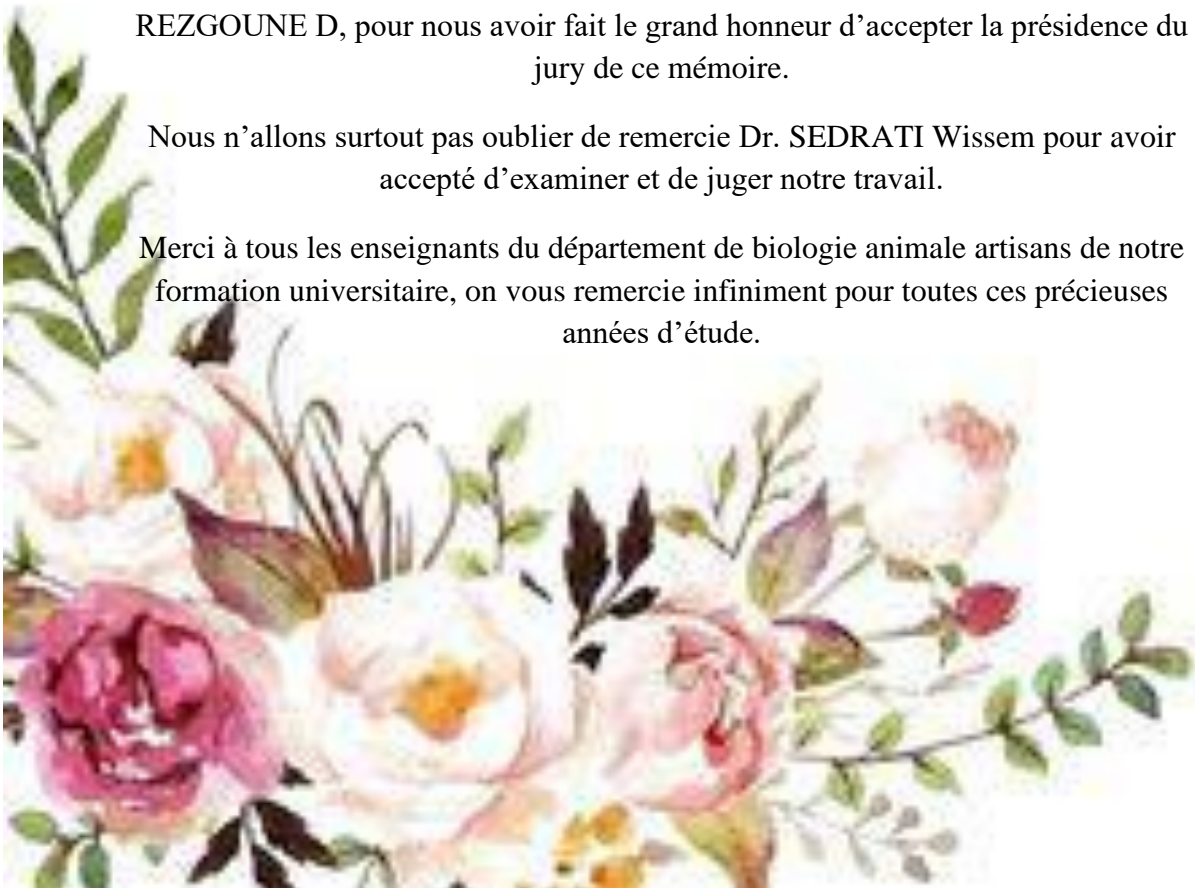 REZGOUNE D, pour nous avoir fait le grand honneur d’accepter la présidence du
jury de ce mémoire.
Nous n’allons surtout pas oublier de remercie Dr. SEDRATI Wissem pour avoir
accepté d’examiner et de juger notre travail.
Merci à tous les enseignants du département de biologie animale artisans de notre
formation universitaire, on vous remercie infiniment pour toutes ces précieuses
années d’étude.